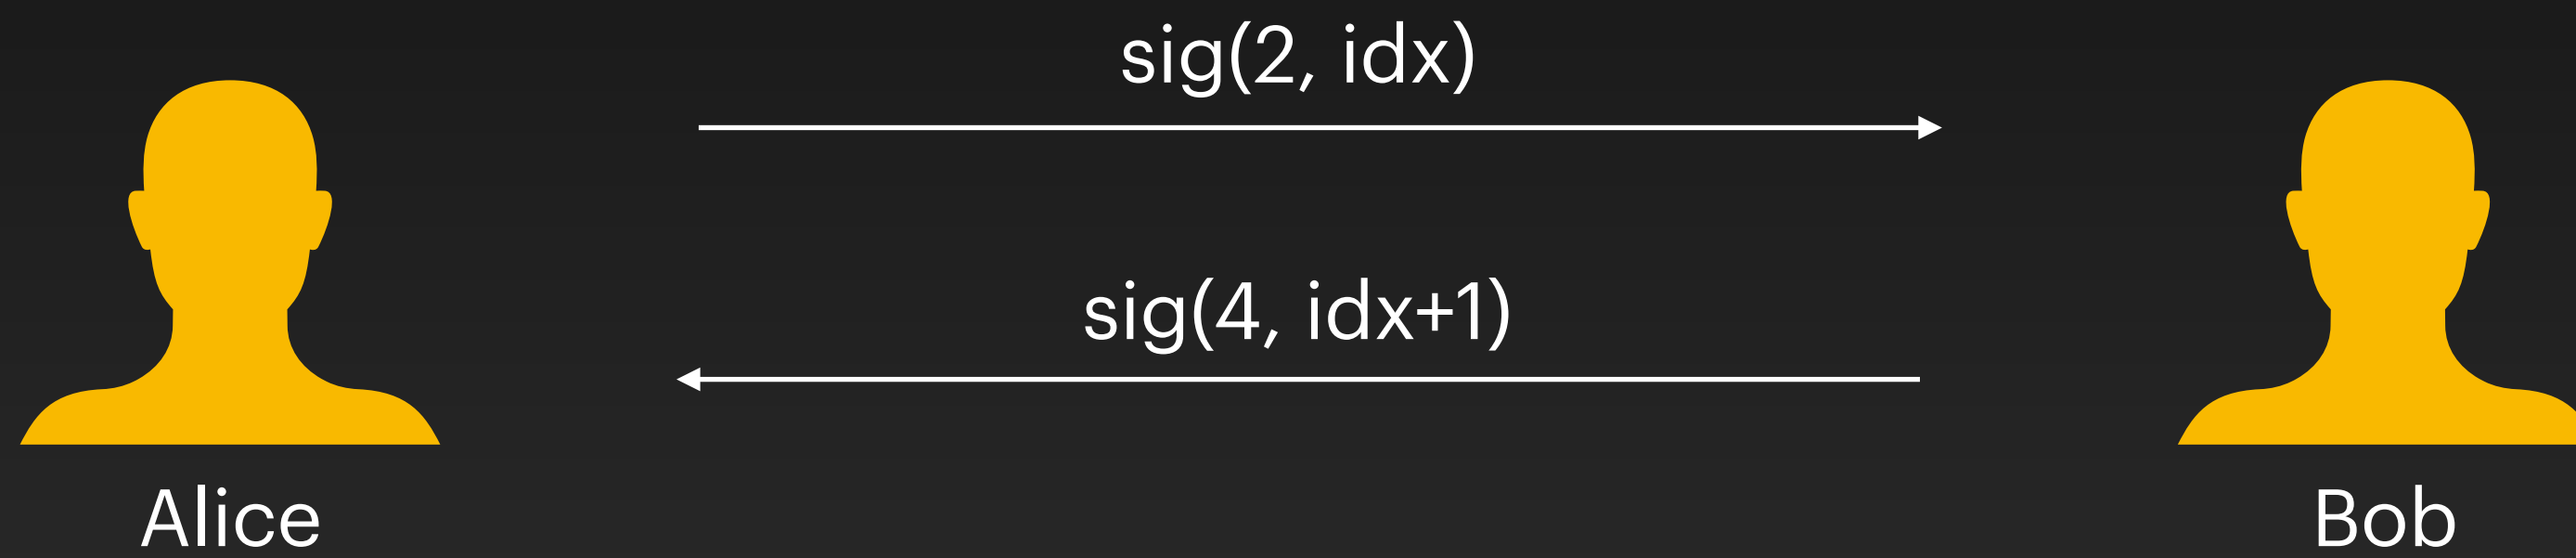 sig(2, idx)
sig(4, idx+1)
Alice
Bob